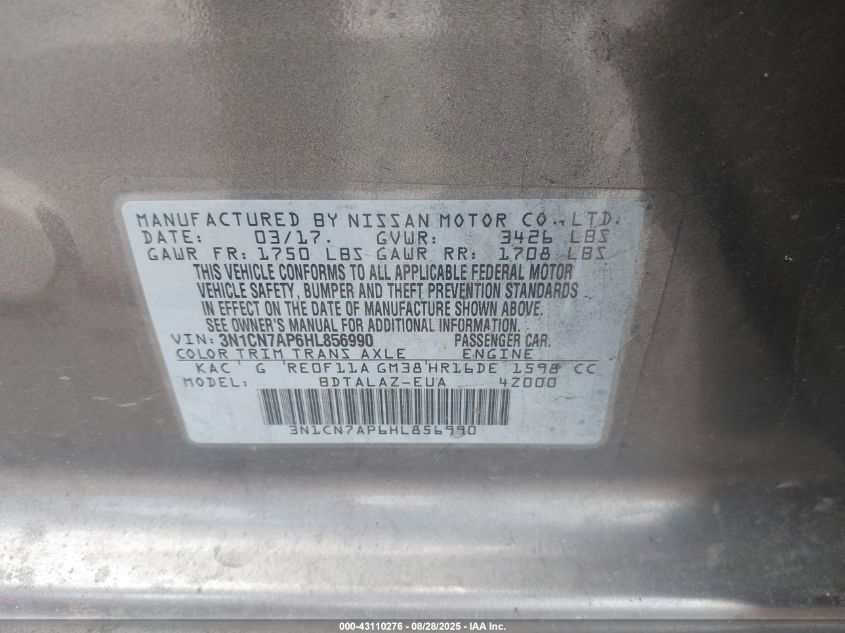 MANUFACTURED BY NISSAN MOTOR CO.,LTD.
DATE: 03/17. GVWR: 3426 LBS
GAWR FR: 1750 LBS GAWR RR: 1708 LBS
THIS VEHICLE CONFORMS TO ALL APPLICABLE FEDERAL MOTOR
VEHICLE SAFETY, BUMPER AND THEFT PREVENTION STANDARDS
IN EFFECT ON THE DATE OF MANUFACTURE SHOWN ABOVE.
SEE OWNER'S MANUAL FOR ADDITIONAL INFORMATION.
VIN: 3N1CN7AP6HL856990 PASSENGER CAR.
COLOR TRIM TRANS AXLE ENGINE
KAC G RE0F11A GM38 HR16DE 1598 CC
MODEL: BDTALAZ-EUA 4Z000
3N1CN7AP6HL856990
000-43110276 - 08/28/2025 - IAA Inc.